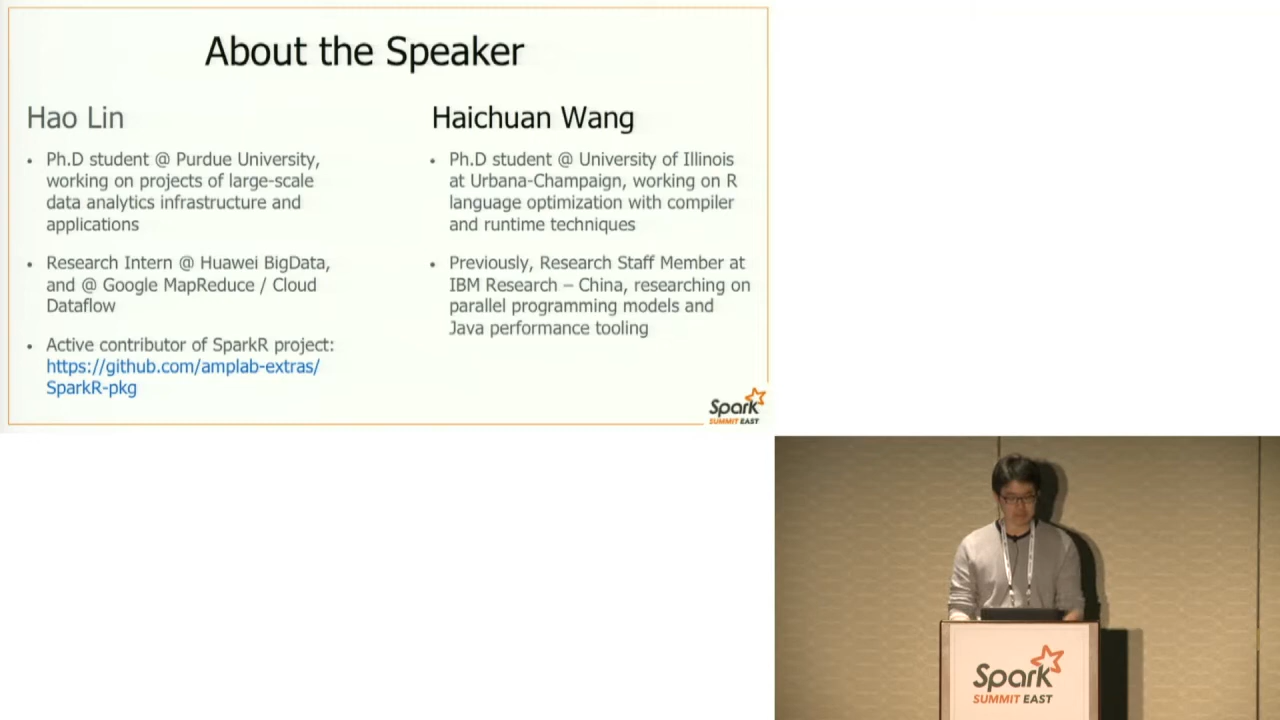 About the Speaker
Hao Lin
• Ph.D student @ Purdue University,
working on projects of large-scale
data analytics infrastructure and
applications
• Research Intern @ Huawei BigData,
and @ Google MapReduce / Cloud
Dataflow
• Active contributor of SparkR project:
https://github.com/amplab-extras/
SparkR-pkg
Haichuan Wang
• Ph.D student @ University of Illinois
at Urbana-Champaign, working on R
language optimization with compiler
and runtime techniques
• Previously, Research Staff Member at
IBM Research – China, researching on
parallel programming models and
Java performance tooling
Spark
SUMMIT EAST
Spark
SUMMIT EAST